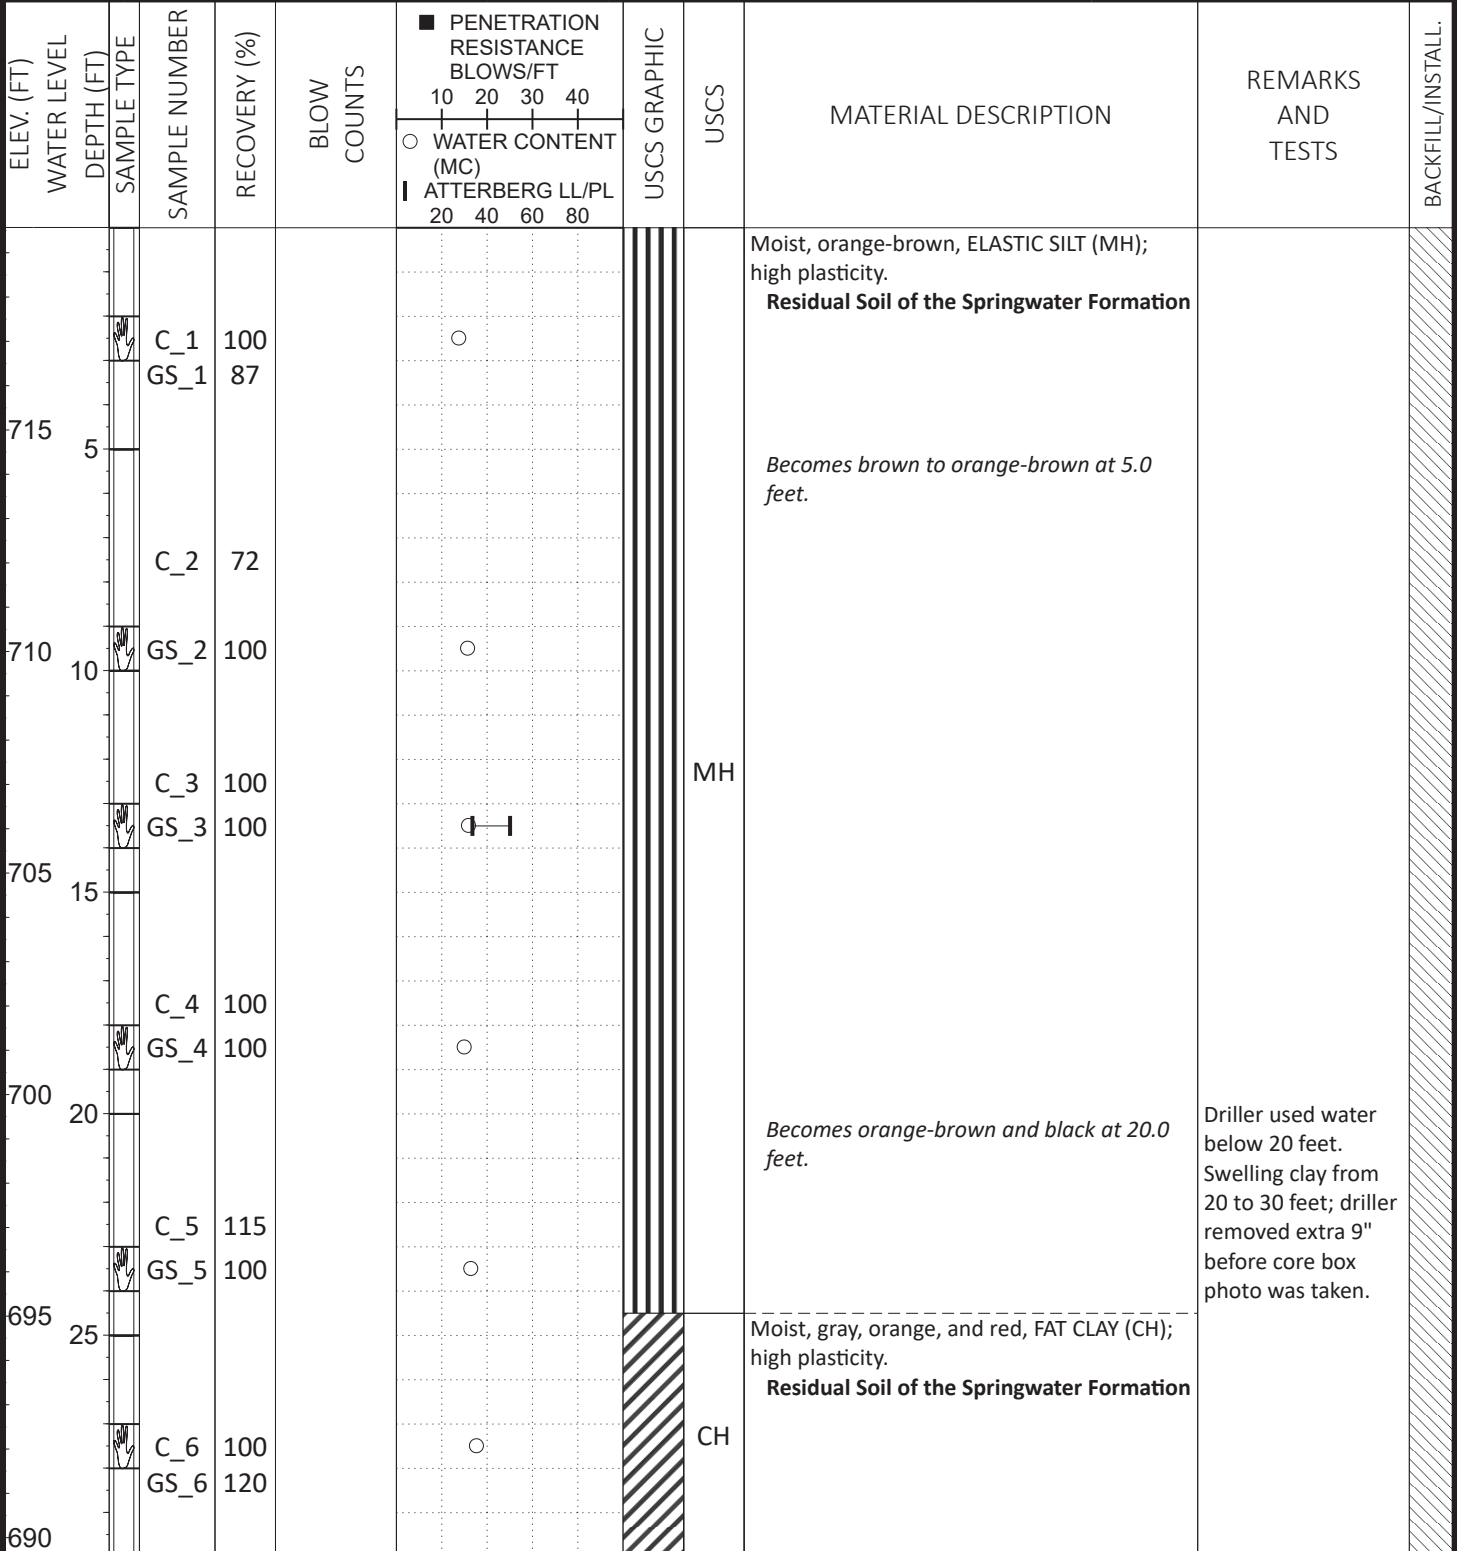 ELEV. (FT)
WATER LEVEL
DEPTH (FT)
SAMPLE TYPE
SAMPLE NUMBER
RECOVERY (%)
BLOW
COUNTS
PENETRATION
RESISTANCE
BLOWS/FT
10 20 30 40
WATER CONTENT
(MC)
ATTERBERG LL/PL
20 40 60 80
USCS GRAPHIC
USCS
MATERIAL DESCRIPTION
REMARKS
AND
TESTS
BACKFILL/INSTALL.
Moist, orange-brown, ELASTIC SILT (MH);
high plasticity.
Residual Soil of the Springwater Formation
C_1 100
GS_1 87
715
5
Becomes brown to orange-brown at 5.0
feet.
C_2 72
710
GS_2 100
10
MH
C_3 100
GS_3 100
705
15
C_4 100
GS_4 100
700
20
Becomes orange-brown and black at 20.0
feet.
Driller used water
below 20 feet.
Swelling clay from
20 to 30 feet; driller
removed extra 9"
before core box
photo was taken.
C_5 115
GS_5 100
695
25
Moist, gray, orange, and red, FAT CLAY (CH);
high plasticity.
Residual Soil of the Springwater Formation
CH
C_6 100
GS_6 120
690